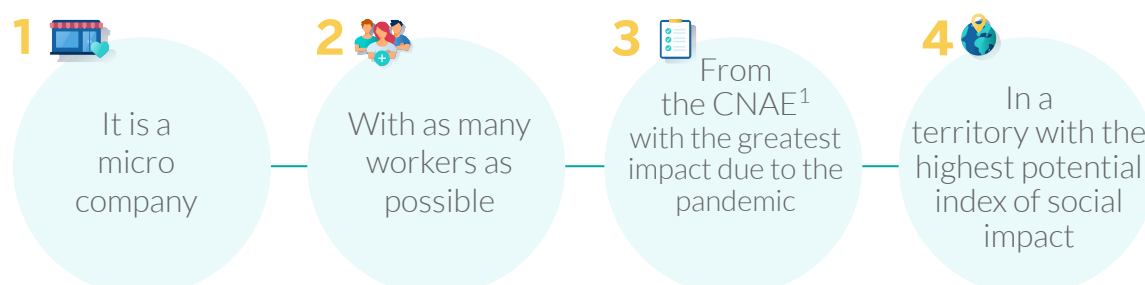 1
It is a
micro
company
2
With as many
workers as
possible
3
From
the CNAE¹
with the greatest
impact due to the
pandemic
4
In a
territory with the
highest potential
index of social
impact